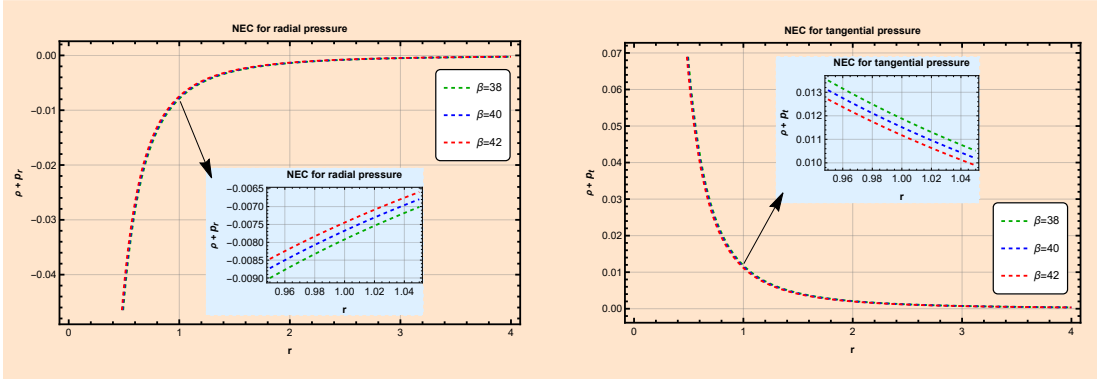 NEC for radial pressure
0.00
−0.01
−0.02
−0.03
−0.04
ρ + pᵣ
0 1 2 3 4
r
β=38
β=40
β=42
NEC for radial pressure
−0.0065
−0.0070
−0.0075
−0.0080
−0.0085
−0.0090
ρ + pᵣ
0.96 0.98 1.00 1.02 1.04
r
NEC for tangential pressure
0.07
0.06
0.05
0.04
0.03
0.02
0.01
0.00
ρ + pₜ
0 1 2 3 4
r
NEC for tangential pressure
0.013
0.012
0.011
0.010
ρ + pₜ
0.96 0.98 1.00 1.02 1.04
r
β=38
β=40
β=42